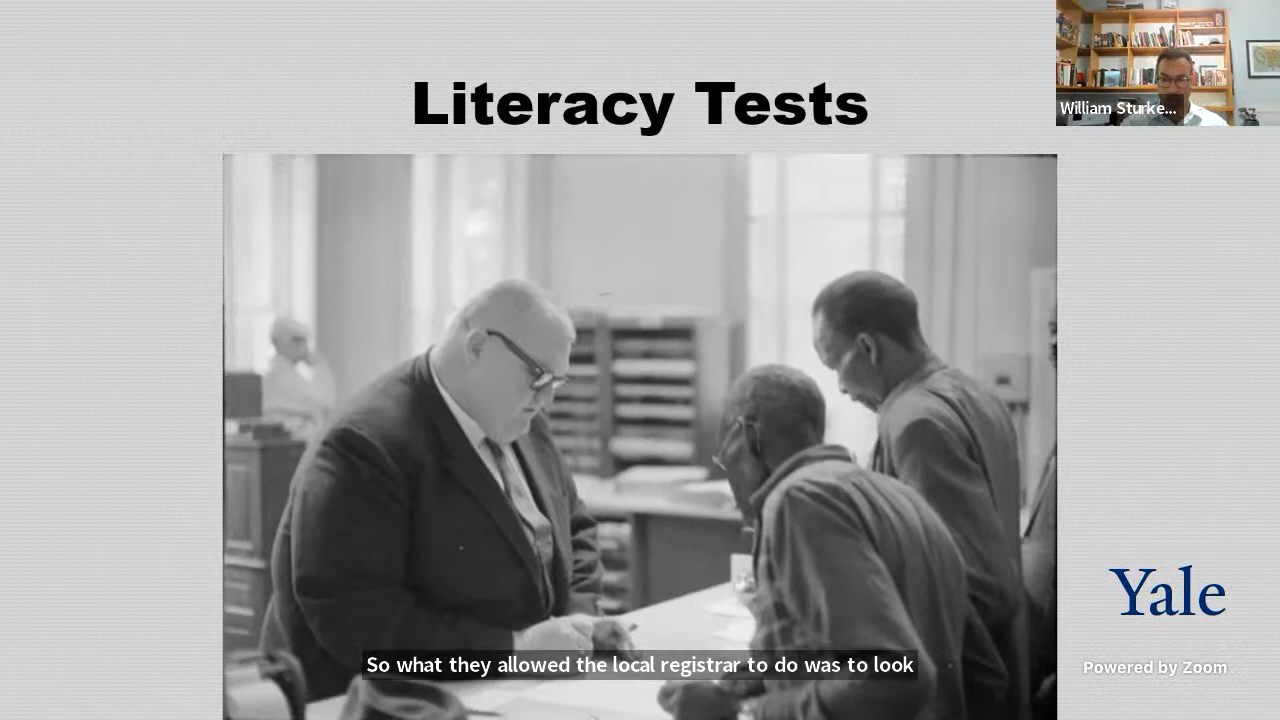 Literacy Tests
William Sturke...
So what they allowed the local registrar to do was to look
Yale
Powered by Zoom